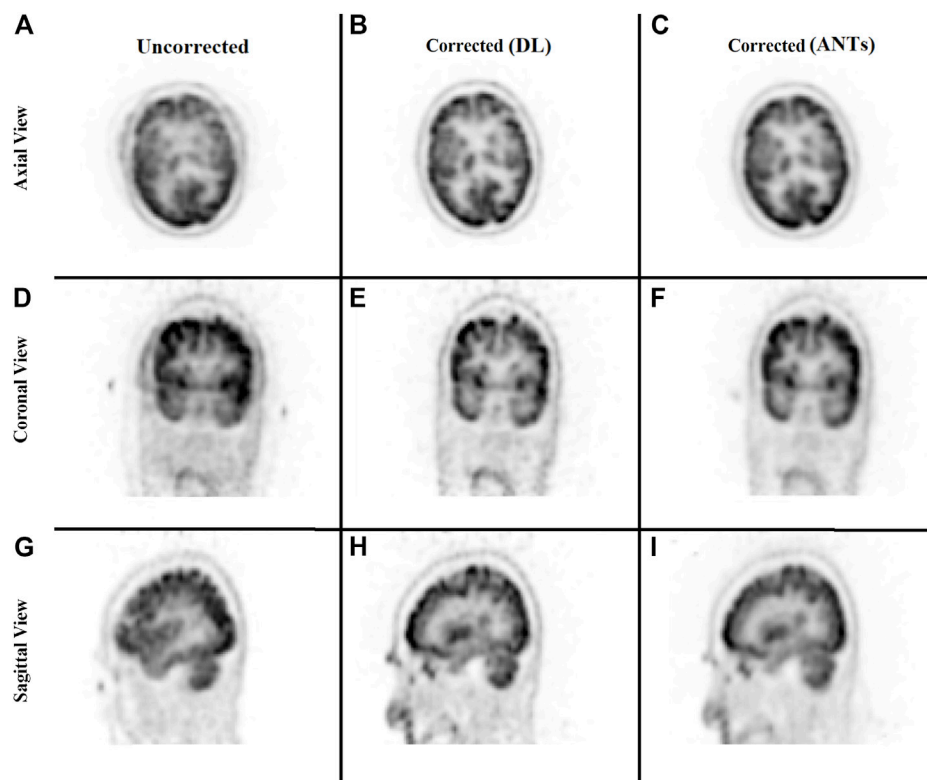 A
Uncorrected
B
Corrected (DL)
C
Corrected (ANTs)
Axial View
D
E
F
Coronal View
G
H
I
Sagittal View